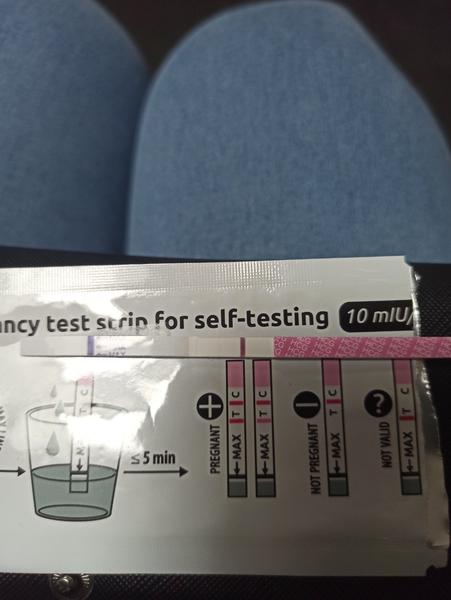 ncy test strip for self-testing 10 mIU/
≤ 5 min
PREGNANT
MAX T C
MAX T C
NOT PREGNANT
MAX T C
NOT VALID
MAX T C